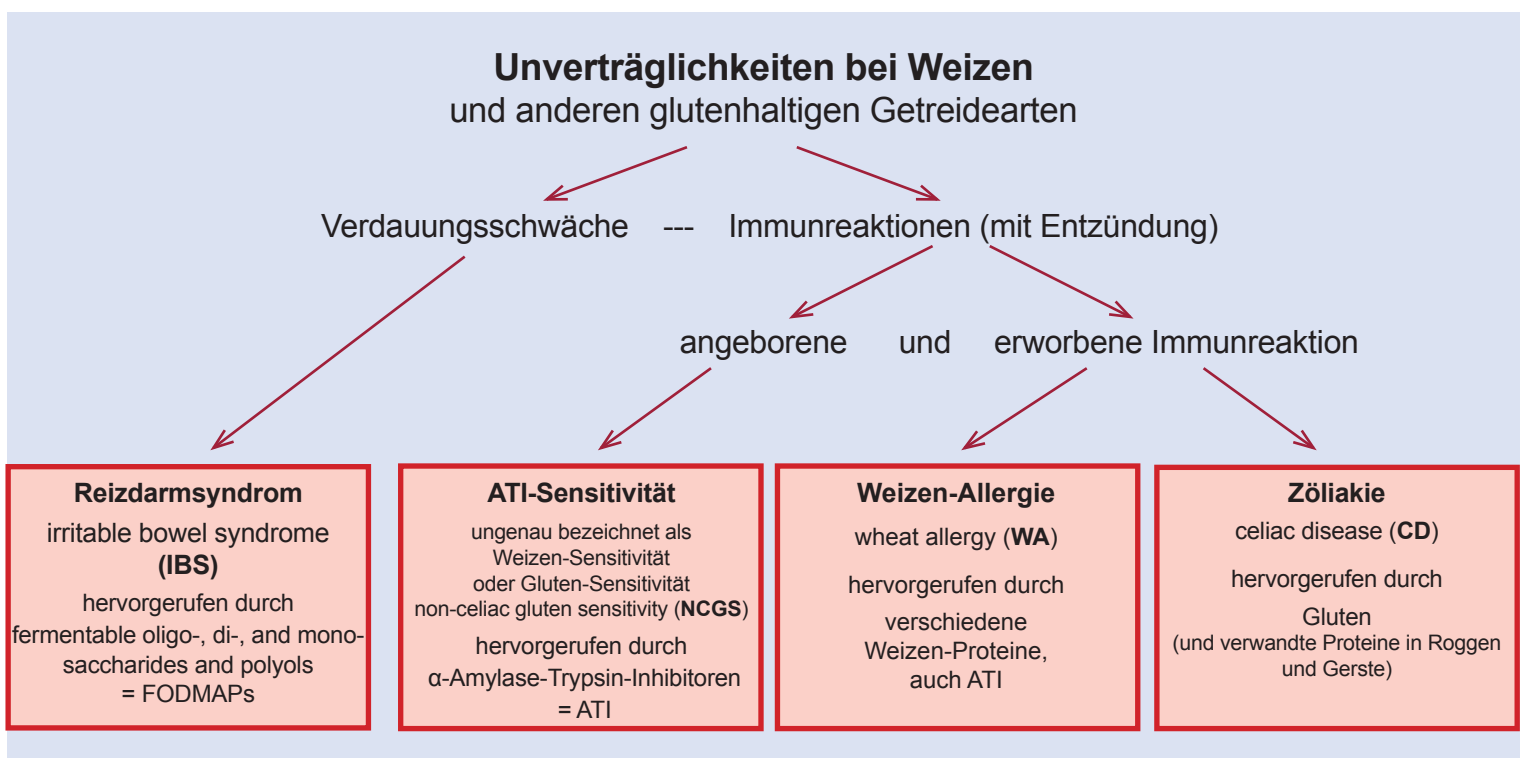 Unverträglichkeiten bei Weizen
und anderen glutenhaltigen Getreidearten
Verdauungsschwäche --- Immunreaktionen (mit Entzündung)
angeborene und erworbene Immunreaktion
Reizdarmsyndrom
irritable bowel syndrome
(IBS)
hervorgerufen durch
fermentable oligo-, di-, and mono-
saccharides and polyols
= FODMAPs
ATI-Sensitivität
ungenau bezeichnet als
Weizen-Sensitivität
oder Gluten-Sensitivität
non-celiac gluten sensitivity (NCGS)
hervorgerufen durch
α-Amylase-Trypsin-Inhibitoren
= ATI
Weizen-Allergie
wheat allergy (WA)
hervorgerufen durch
verschiedene
Weizen-Proteine,
auch ATI
Zöliakie
celiac disease (CD)
hervorgerufen durch
Gluten
(und verwandte Proteine in Roggen
und Gerste)